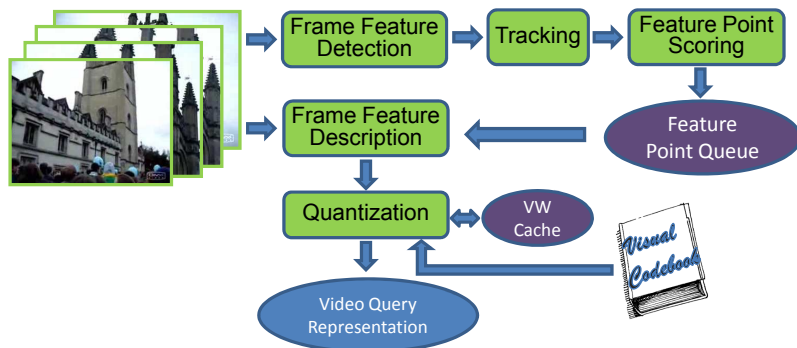 Frame Feature
Detection
Tracking
Feature Point
Scoring
Frame Feature
Description
Feature
Point Queue
Quantization
VW
Cache
Visual
Codebook
Video Query
Representation